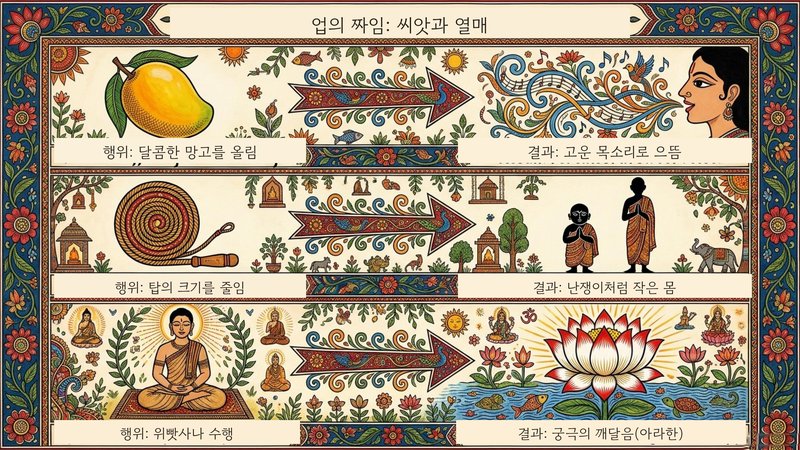 업의 짜임: 씨앗과 열매
행위: 달콤한 망고를 올림
결과: 고운 목소리로 으뜸
행위: 탑의 크기를 줄임
결과: 난쟁이처럼 작은 몸
ॐ
행위: 위빳사나 수행
결과: 궁극의 깨달음(아라한)